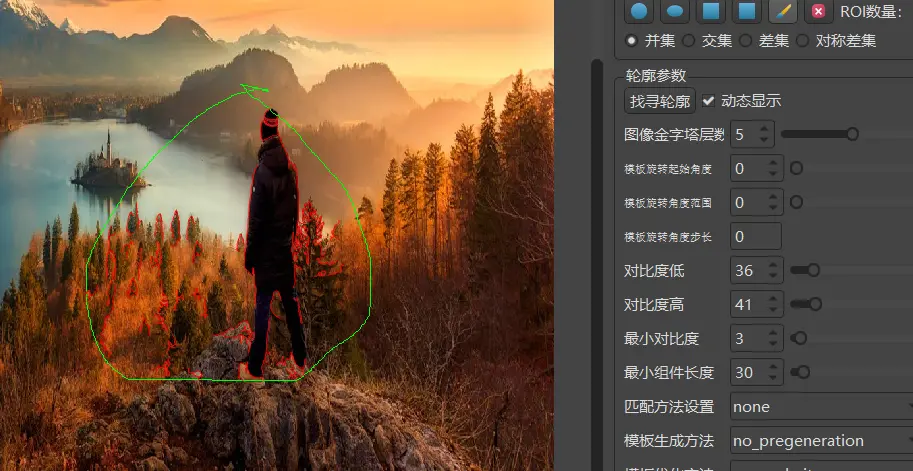 ROI数量:
并集 交集 差集 对称差集
轮廓参数
找寻轮廓 动态显示
图像金字塔层数 5
模板旋转起始角度 0
模板旋转角度范围 0
模板旋转角度步长 0
对比度低 36
对比度高 41
最小对比度 3
最小组件长度 30
匹配方法设置 none
模板生成方法 no_pregeneration